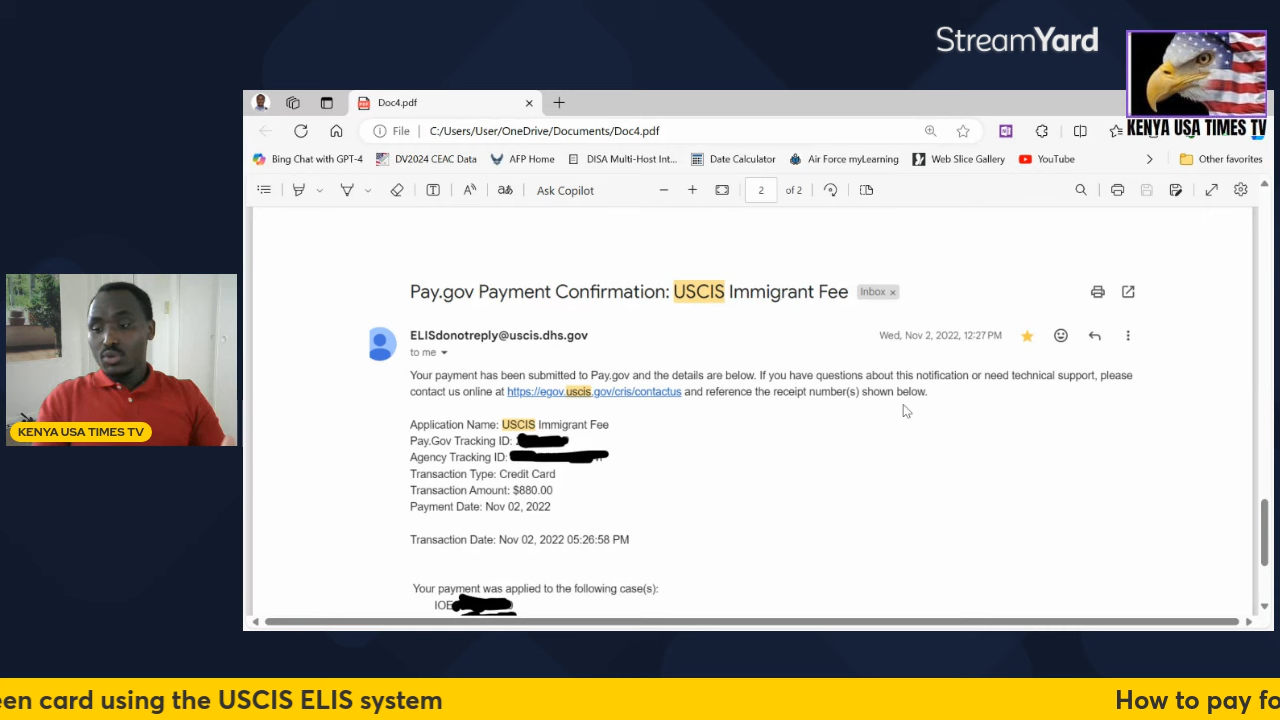 StreamYard
KENYA USA TIMES TV
Doc4.pdf
File
C:/Users/User/OneDrive/Documents/Doc4.pdf
Bing Chat with GPT-4
DV2024 CEAC Data
AFP Home
DISA Multi-Host Int...
Date Calculator
Air Force myLearning
Web Slice Gallery
YouTube
Other favorites
Ask Copilot
2 of 2
Pay.gov Payment Confirmation: USCIS Immigrant Fee
Inbox x
ELISdonotreply@uscis.dhs.gov
Wed, Nov 2, 2022, 12:27 PM
to me
Your payment has been submitted to Pay.gov and the details are below. If you have questions about this notification or need technical support, please
contact us online at https://egov.uscis.gov/cris/contactus and reference the receipt number(s) shown below.
Application Name: USCIS Immigrant Fee
Pay.Gov Tracking ID:
Agency Tracking ID:
Transaction Type: Credit Card
Transaction Amount: $880.00
Payment Date: Nov 02, 2022
Transaction Date: Nov 02, 2022 05:26:58 PM
Your payment was applied to the following case(s):
IOE
KENYA USA TIMES TV
een card using the USCIS ELIS system
How to pay fo